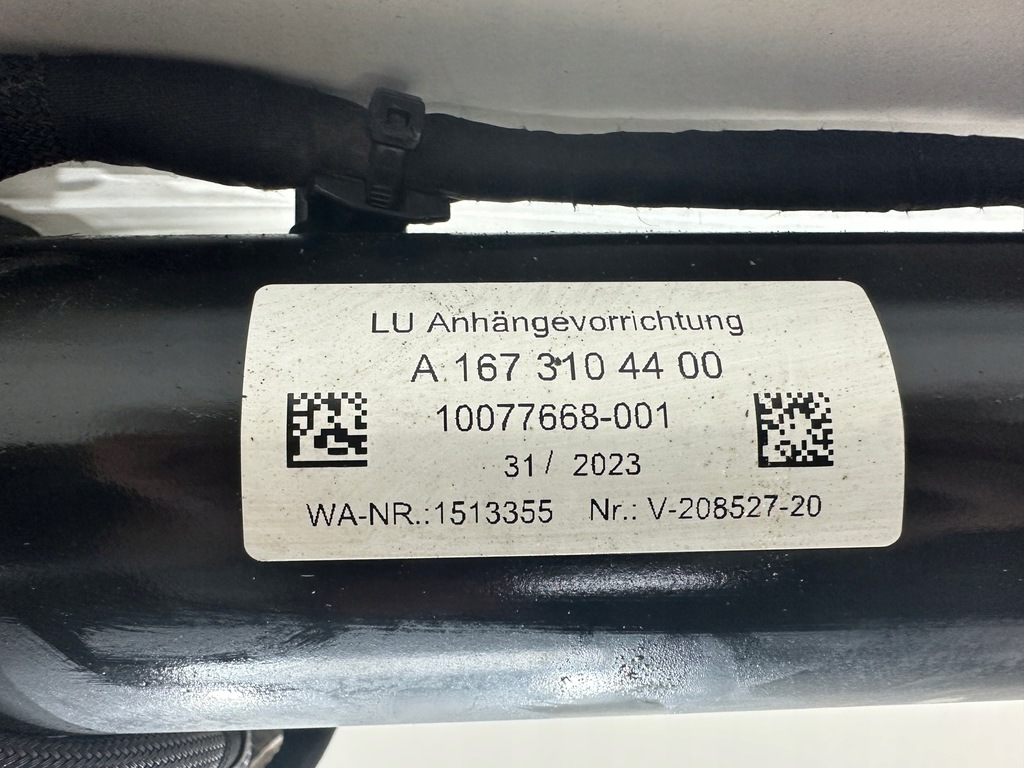 LU Anhängevorrichtung
A 167 310 44 00
10077668-001
31/ 2023
WA-NR.:1513355 Nr.: V-208527-20